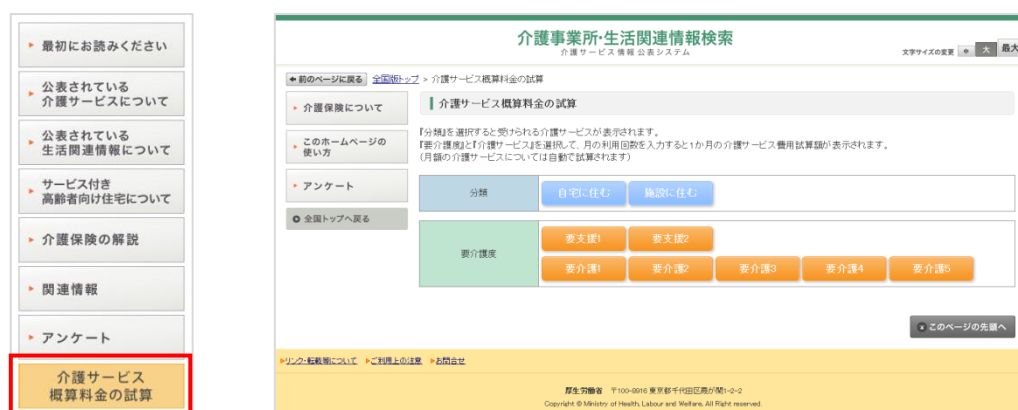 最初にお読みください
公表されている
介護サービスについて
公表されている
生活関連情報について
サービス付き
高齢者向け住宅について
介護保険の解説
関連情報
アンケート
介護サービス
概算料金の試算
介護事業所・生活関連情報検索
介護サービス情報公表システム
文字サイズの変更 中 大 最大
前のページに戻る 全国版トップ > 介護サービス概算料金の試算
介護保険について
このホームページの
使い方
アンケート
全国トップへ戻る
介護サービス概算料金の試算
『分類』を選択すると受けられる介護サービスが表示されます。
『要介護度』と『介護サービス』を選択して、月の利用回数を入力すると1か月の介護サービス費用試算額が表示されます。
(月額の介護サービスについては自動で試算されます)
分類 自宅に住む 施設に住む
要介護度
要支援1 要支援2
要介護1 要介護2 要介護3 要介護4 要介護5
このページの先頭へ
リンク・転載等について ご利用上の注意 お問合せ
厚生労働省 〒100-8916 東京都千代田区霞が関1-2-2
Copyright © Ministry of Health, Labour and Welfare, All Right reserved.